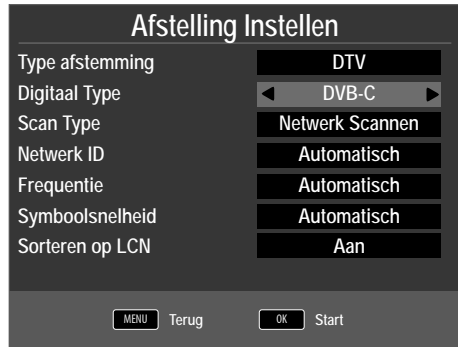 Afstelling Instellen
Type afstemming DTV
Digitaal Type DVB-C
Scan Type Netwerk Scannen
Netwerk ID Automatisch
Frequentie Automatisch
Symboolsnelheid Automatisch
Sorteren op LCN Aan
MENU Terug OK Start